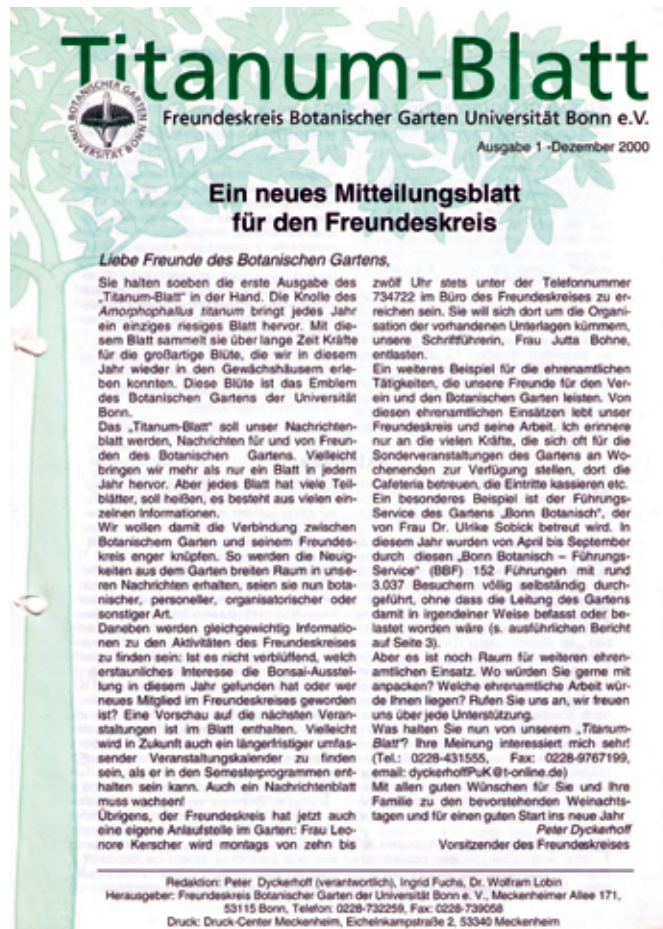 Titanum-Blatt
BOTANISCHER GARTEN
UNIVERSITÄT BONN
Freundeskreis Botanischer Garten Universität Bonn e.V.
Ausgabe 1 -Dezember 2000
Ein neues Mitteilungsblatt
für den Freundeskreis
Liebe Freunde des Botanischen Gartens,
Sie halten soeben die erste Ausgabe des
„Titanum-Blatt" in der Hand. Die Knolle des
Amorphophallus titanum bringt jedes Jahr
ein einziges riesiges Blatt hervor. Mit die-
sem Blatt sammelt sie über lange Zeit Kräfte
für die großartige Blüte, die wir in diesem
Jahr wieder in den Gewächshäusern erle-
ben konnten. Diese Blüte ist das Emblem
des Botanischen Gartens der Universität
Bonn.
Das „Titanum-Blatt" soll unser Nachrichten-
blatt werden, Nachrichten für und von Freun-
den des Botanischen Gartens. Vielleicht
bringen wir mehr als nur ein Blatt in jedem
Jahr hervor. Aber jedes Blatt hat viele Teil-
blätter, soll heißen, es besteht aus vielen ein-
zelnen Informationen.
Wir wollen damit die Verbindung zwischen
Botanischem Garten und seinem Freundes-
kreis enger knüpfen. So werden die Neuig-
keiten aus dem Garten breiten Raum in unse-
ren Nachrichten erhalten, seien sie nun bota-
nischer, personeller, organisatorischer oder
sonstiger Art.
Daneben werden gleichgewichtig Informatio-
nen zu den Aktivitäten des Freundeskreises
zu finden sein: Ist es nicht verblüffend, welch
erstaunliches Interesse die Bonsai-Ausstel-
lung in diesem Jahr gefunden hat oder wer
neues Mitglied im Freundeskreises geworden
ist? Eine Vorschau auf die nächsten Veran-
staltungen ist im Blatt enthalten. Vielleicht
wird in Zukunft auch ein längerfristiger umfas-
sender Veranstaltungskalender zu finden
sein, als er in den Semesterprogrammen ent-
halten sein kann. Auch ein Nachrichtenblatt
muss wachsen!
Übrigens, der Freundeskreis hat jetzt auch
eine eigene Anlaufstelle im Garten: Frau Leo-
nore Kerscher wird montags von zehn bis
zwölf Uhr stets unter der Telefonnummer
734722 im Büro des Freundeskreises zu er-
reichen sein. Sie will sich dort um die Organi-
sation der vorhandenen Unterlagen kümmern,
unsere Schriftführerin, Frau Jutta Bohne,
entlasten.
Ein weiteres Beispiel für die ehrenamtlichen
Tätigkeiten, die unsere Freunde für den Ver-
ein und den Botanischen Garten leisten. Von
diesen ehrenamtlichen Einsätzen lebt unser
Freundeskreis und seine Arbeit. Ich erinnere
nur an die vielen Kräfte, die sich oft für die
Sonderveranstaltungen des Gartens an Wo-
chenenden zur Verfügung stellen, dort die
Cafeteria betreuen, die Eintritte kassieren etc.
Ein besonderes Beispiel ist der Führungs-
Service des Gartens „Bonn Botanisch", der
von Frau Dr. Ulrike Sobick betreut wird. In
diesem Jahr wurden von April bis September
durch diesen „Bonn Botanisch – Führungs-
Service" (BBF) 152 Führungen mit rund
3.037 Besuchern völlig selbständig durch-
geführt, ohne dass die Leitung des Gartens
damit in irgendeiner Weise befasst oder be-
lastet worden wäre (s. ausführlichen Bericht
auf Seite 3).
Aber es ist noch Raum für weiteren ehren-
amtlichen Einsatz. Wo würden Sie gerne mit
anpacken? Welche ehrenamtliche Arbeit wür-
de Ihnen liegen? Rufen Sie uns an, wir freuen
uns über jede Unterstützung.
Was halten Sie nun von unserem „Titanum-
Blatt"? Ihre Meinung interessiert mich sehr!
(Tel.: 0228-431555, Fax: 0228-9767199,
email: dyckerhoffPuK@t-online.de)
Mit allen guten Wünschen für Sie und Ihre
Familie zu den bevorstehenden Weinachts-
tagen und für einen guten Start ins neue Jahr
Peter Dyckerhoff
Vorsitzender des Freundeskreises
Redaktion: Peter Dyckerhoff (verantwortlich), Ingrid Fuchs, Dr. Wolfram Lobin
Herausgeber: Freundeskreis Botanischer Garten der Universität Bonn e. V., Meckenheimer Allee 171,
53115 Bonn, Telefon: 0228-732259, Fax: 0228-739058
Druck: Druck-Center Meckenheim, Eichelnkampstraße 2, 53340 Meckenheim